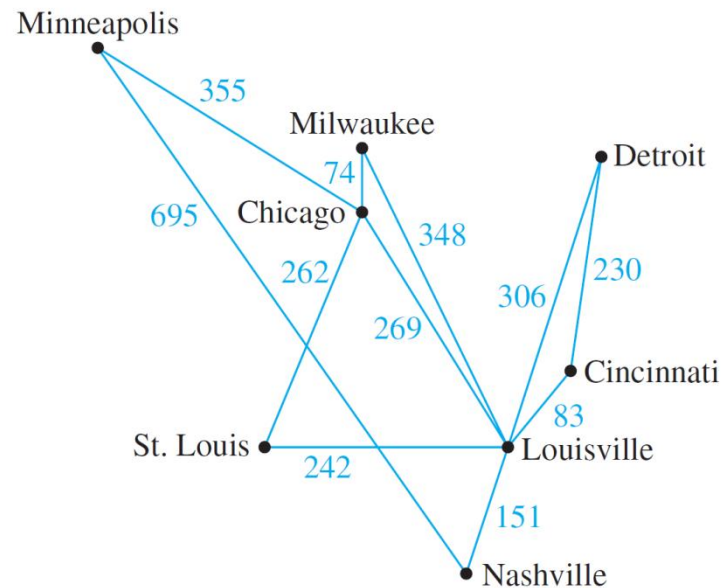 Minneapolis
355
Milwaukee
Detroit
74
695
Chicago
348
262
230
306
269
Cincinnati
83
St. Louis
Louisville
242
151
Nashville